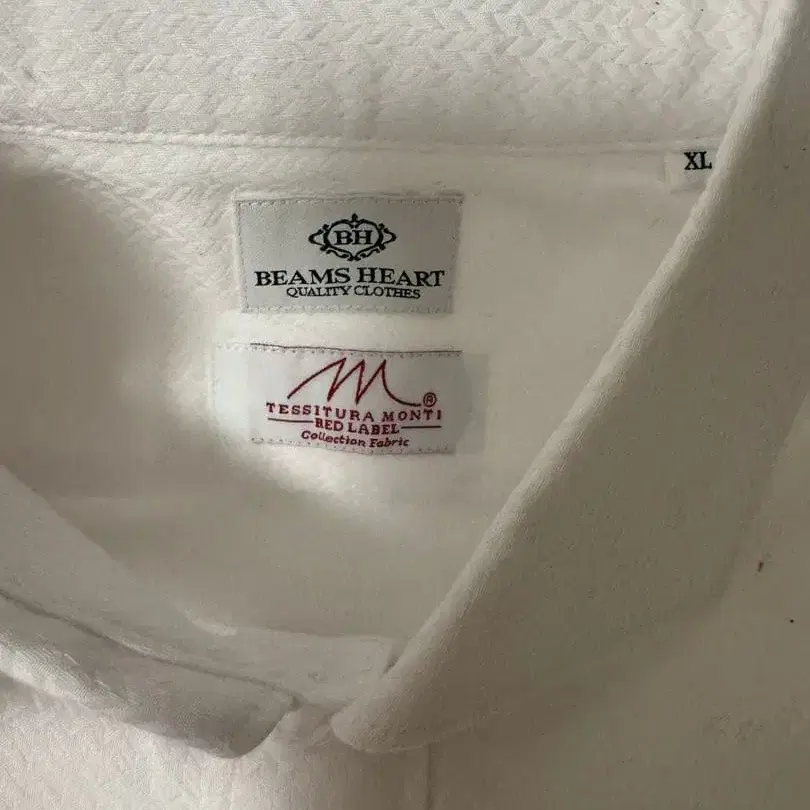 XL
BH
BEAMS HEART
QUALITY CLOTHES
M®
TESSITURA MONTI
RED LABEL
Collection Fabric